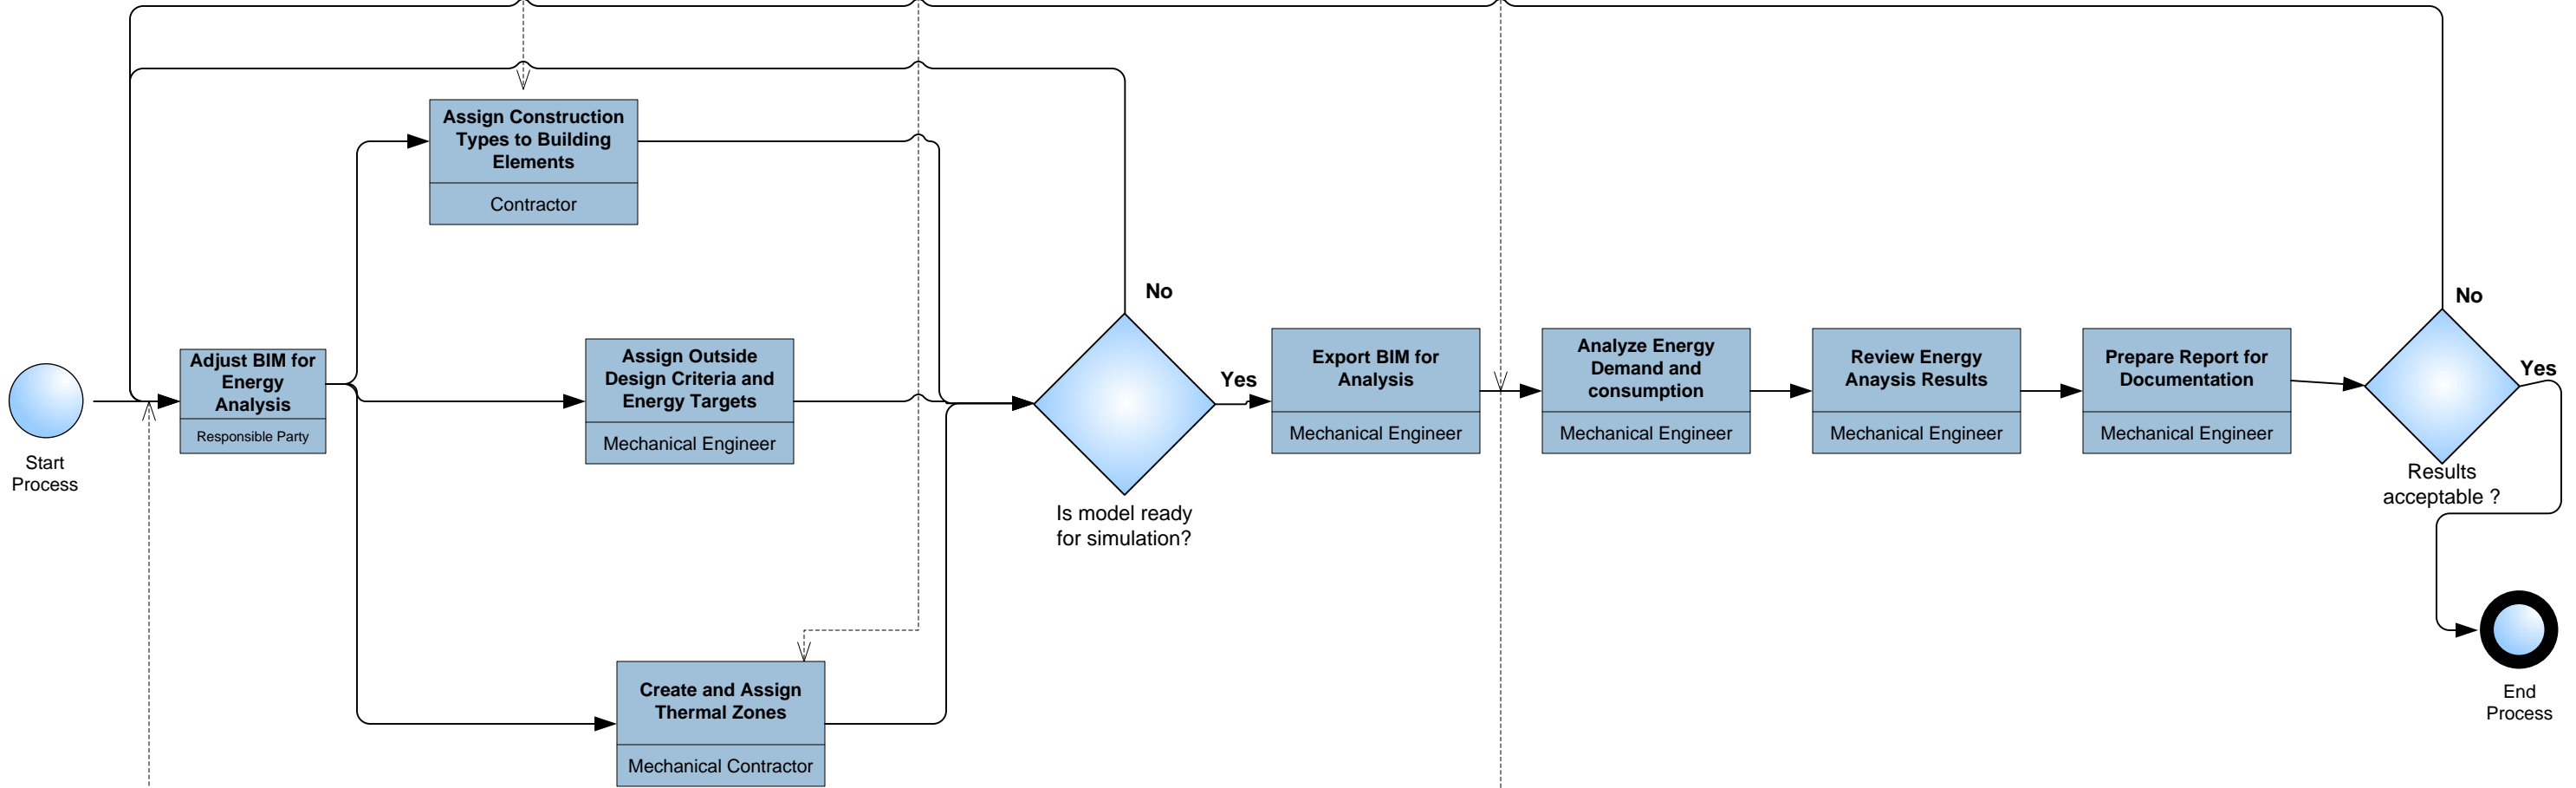 Start
Process
Adjust BIM for
Energy
Analysis
Responsible Party
Assign Construction
Types to Building
Elements
Contractor
Assign Outside
Design Criteria and
Energy Targets
Mechanical Engineer
Create and Assign
Thermal Zones
Mechanical Contractor
No
Is model ready
for simulation?
Yes
Export BIM for
Analysis
Mechanical Engineer
Analyze Energy
Demand and
consumption
Mechanical Engineer
Review Energy
Anaysis Results
Mechanical Engineer
Prepare Report for
Documentation
Mechanical Engineer
No
Yes
Results
acceptable ?
End
Process